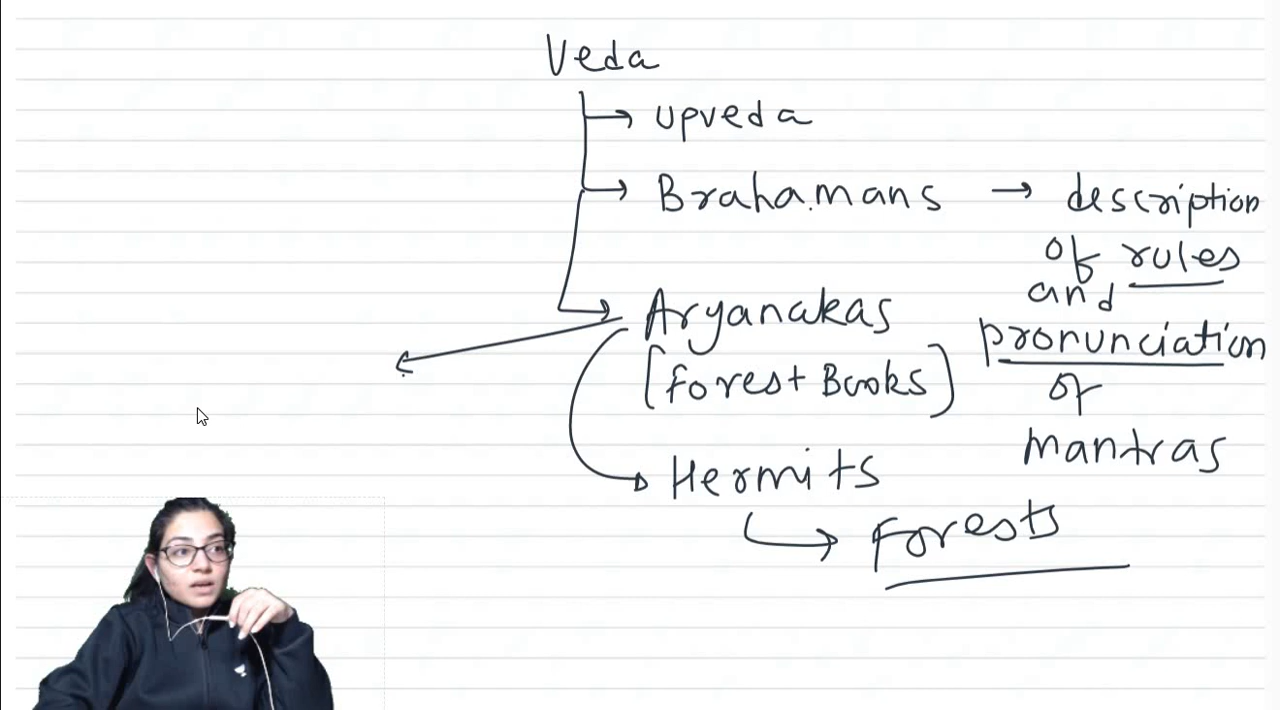 Veda
→ upveda
→ Brahamans → description
of rules
and
pronunciation
of
mantras
→ Aryanakas
[Forest Books]
→ Hermits
→ Forests